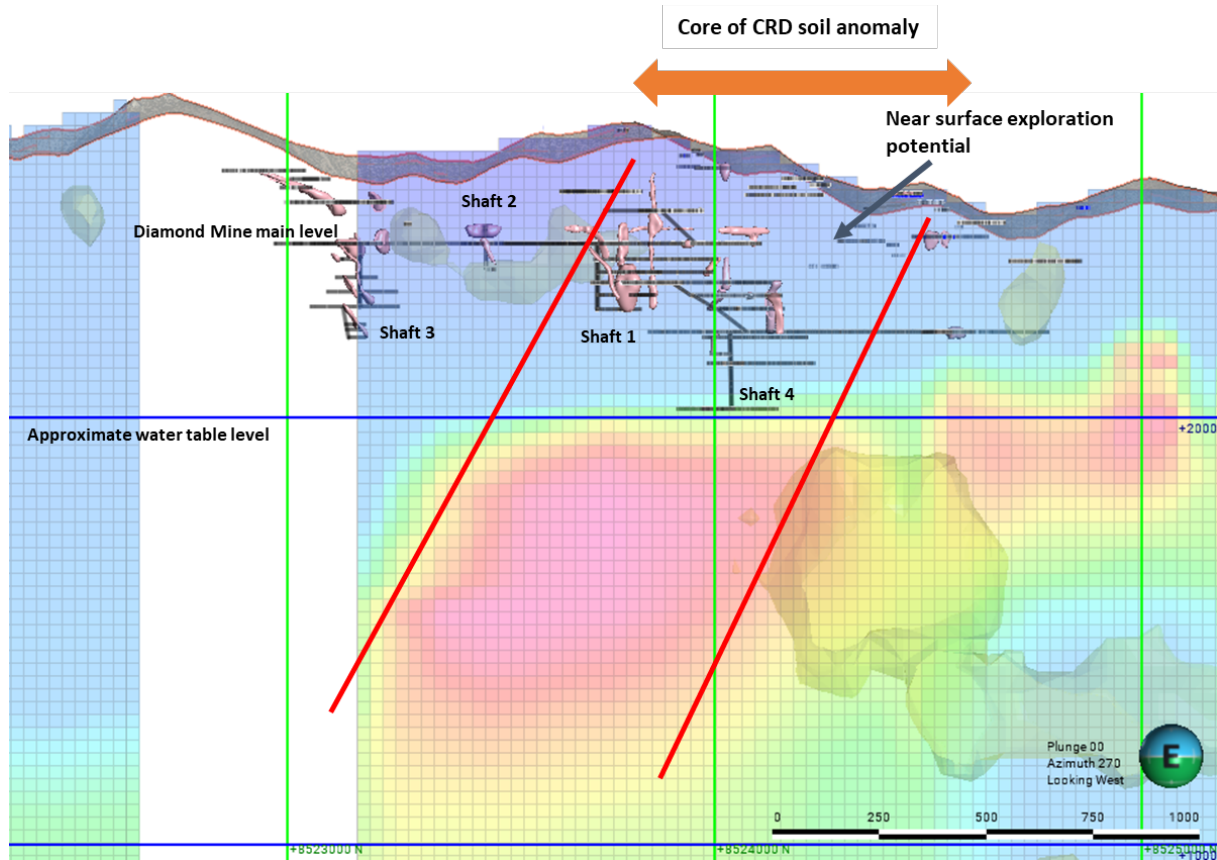 Core of CRD soil anomaly
Near surface exploration
potential
Shaft 2
Diamond Mine main level
Shaft 3
Shaft 1
Shaft 4
Approximate water table level
+2000
Plunge 00
Azimuth 270
Looking West
E
0 250 500 750 1000
+8523000 N
+8524000 N
+8525000 N
+1000